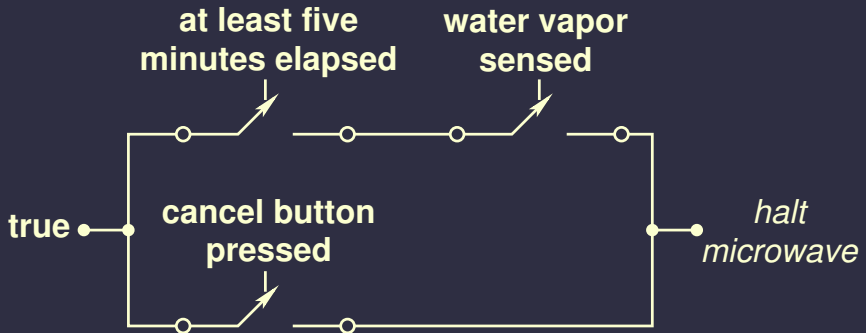 at least five
minutes elapsed
water vapor
sensed
true
cancel button
pressed
halt
microwave